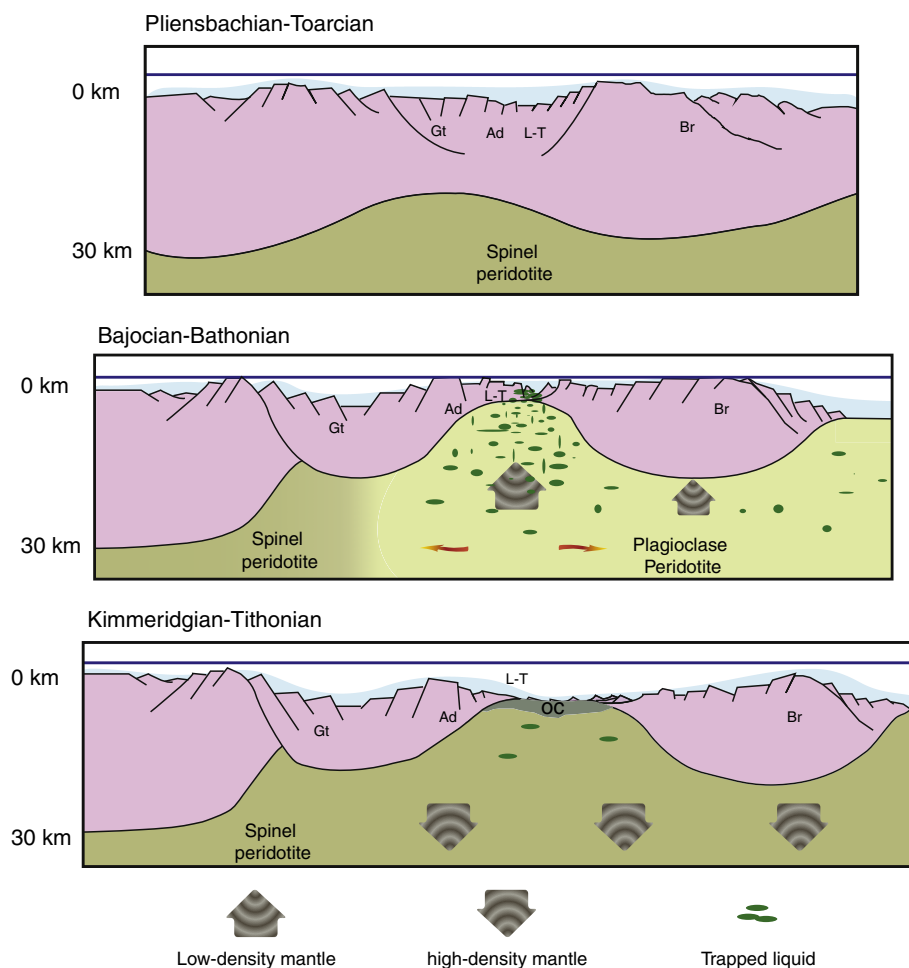 Pliensbachian-Toarcian
0 km
Gt
Ad
L-T
Br
30 km
Spinel
peridotite
Bajocian-Bathonian
0 km
L-T
Ad
Br
Gt
30 km
Spinel
peridotite
Plagioclase
Peridotite
Kimmeridgian-Tithonian
0 km
L-T
OC
Ad
Br
Gt
30 km
Spinel
peridotite
Low-density mantle
high-density mantle
Trapped liquid